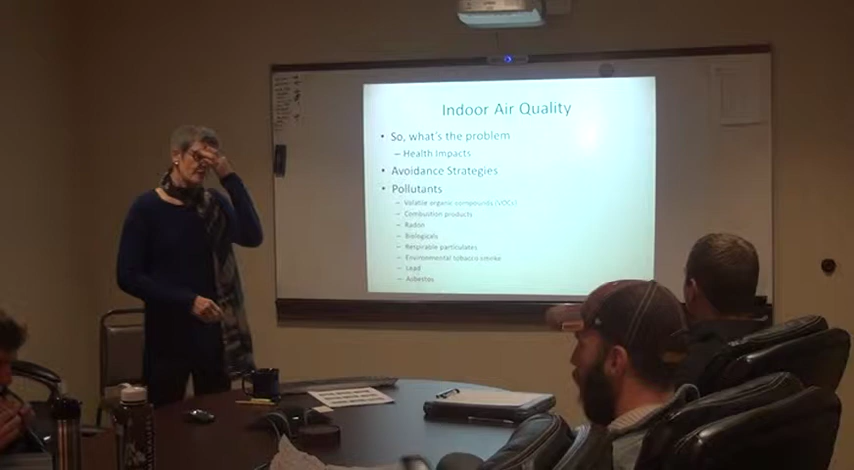 Indoor Air Quality
• So, what's the problem
– Health Impacts
• Avoidance Strategies
• Pollutants
– Volatile organic compounds (VOCs)
– Combustion products
– Radon
– Biologicals
– Respirable particulates
– Environmental tobacco smoke
– Lead
– Asbestos